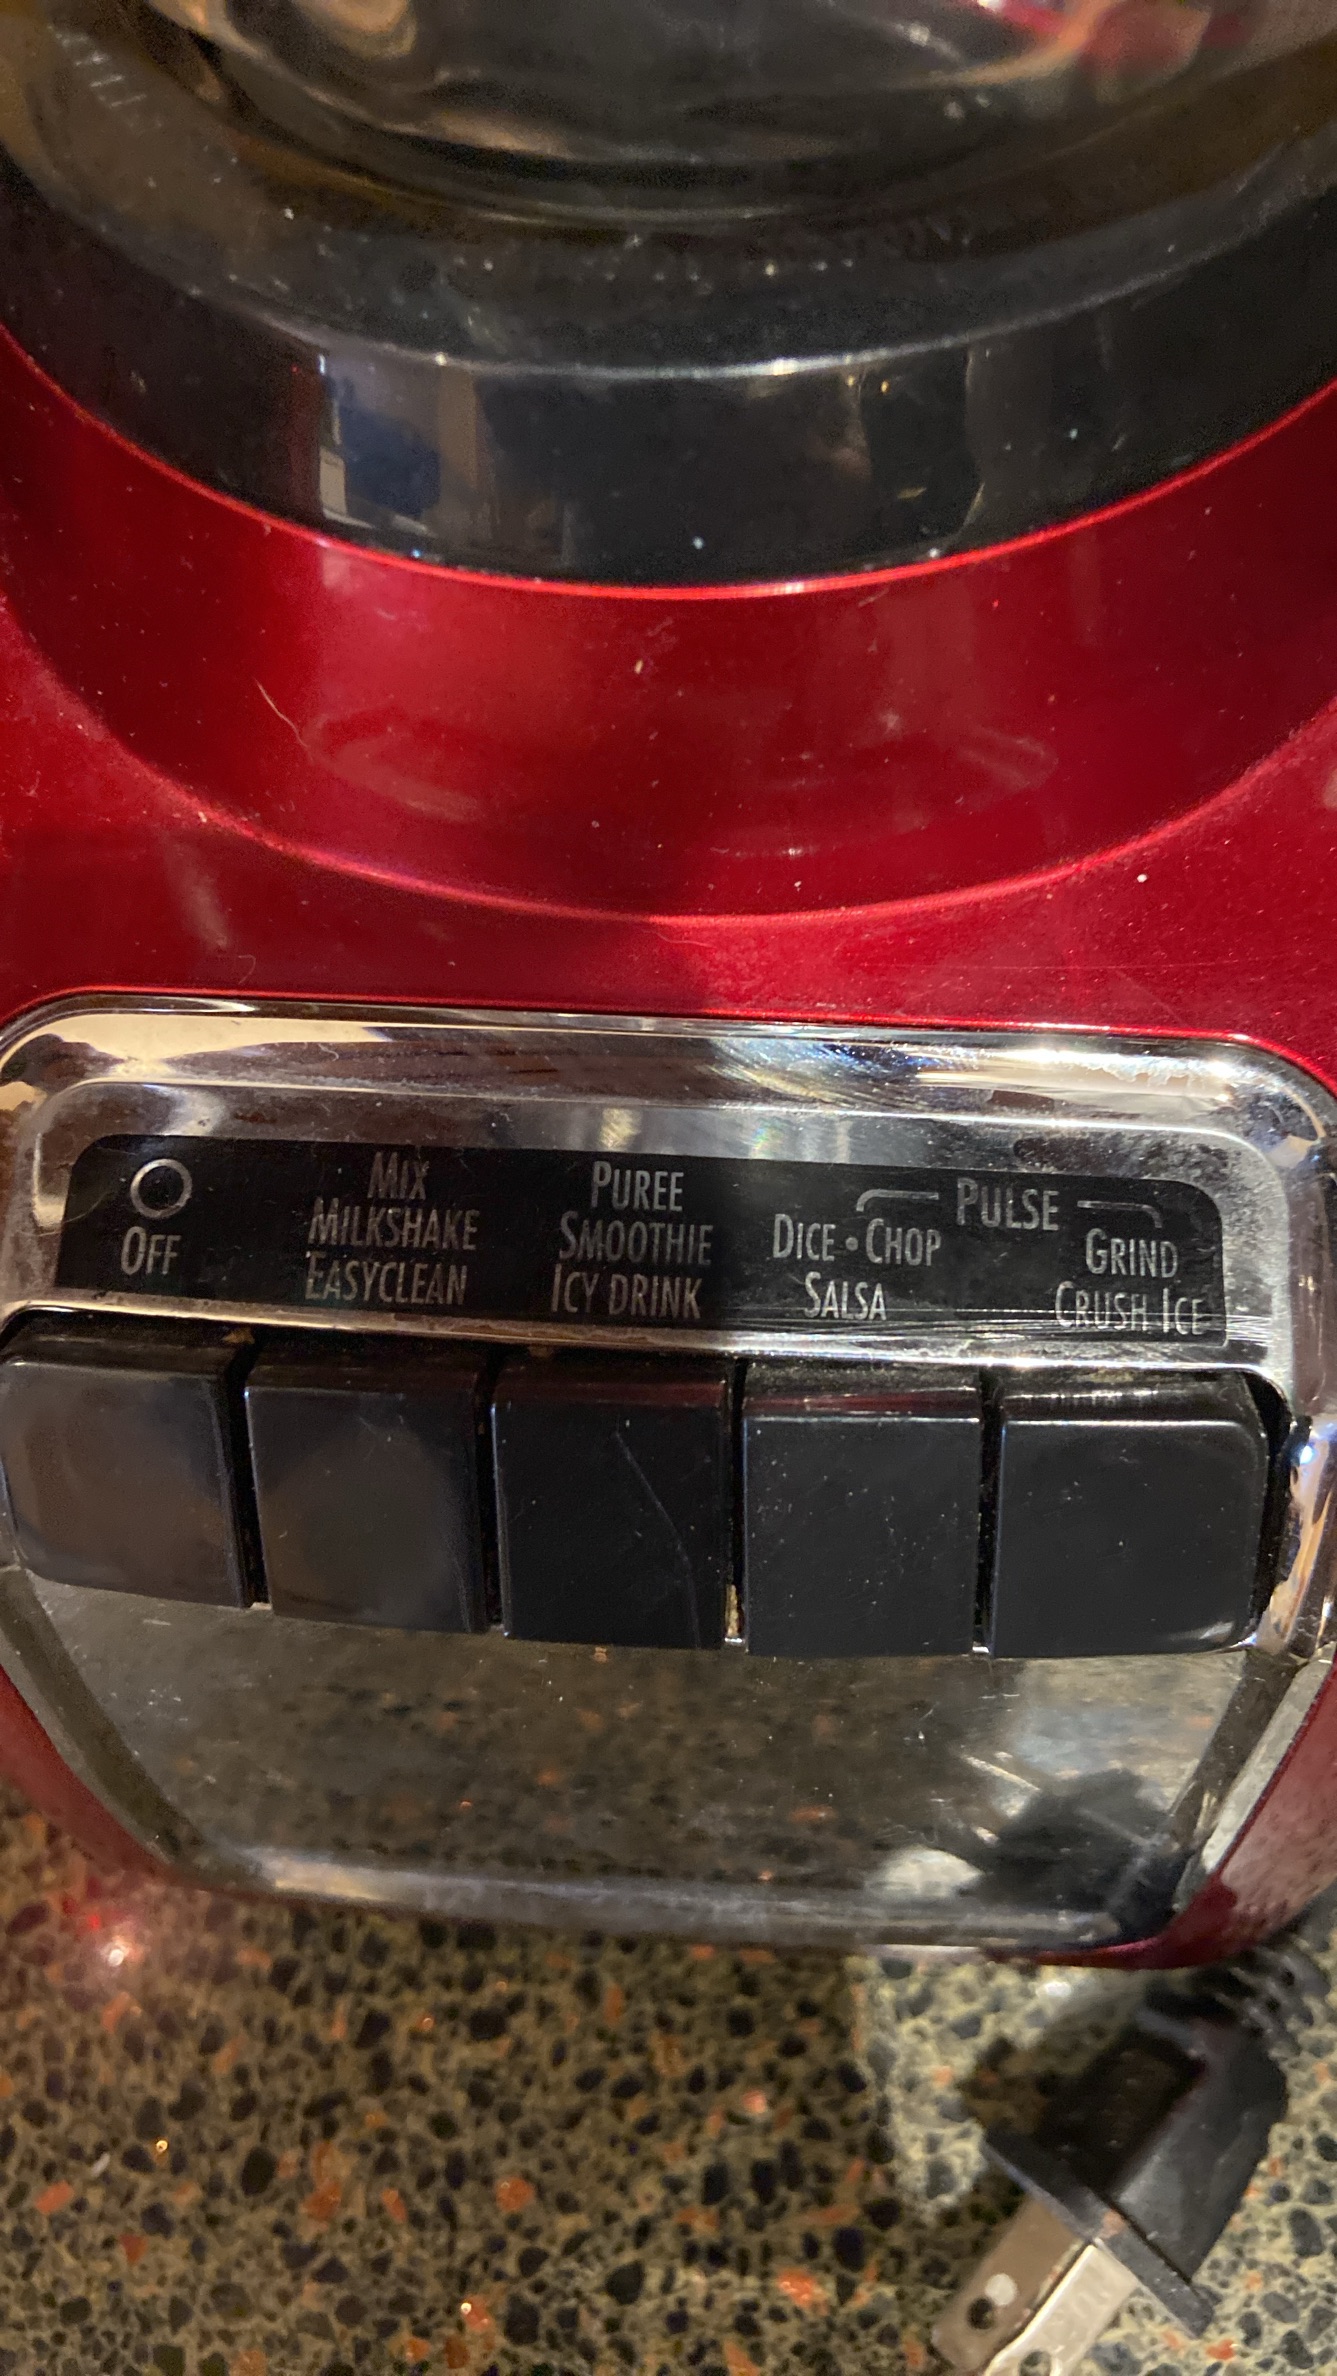 OFF
MIX
MILKSHAKE
EASYCLEAN
PUREE
SMOOTHIE
ICY DRINK
PULSE
DICE • CHOP
SALSA
GRIND
CRUSH ICE